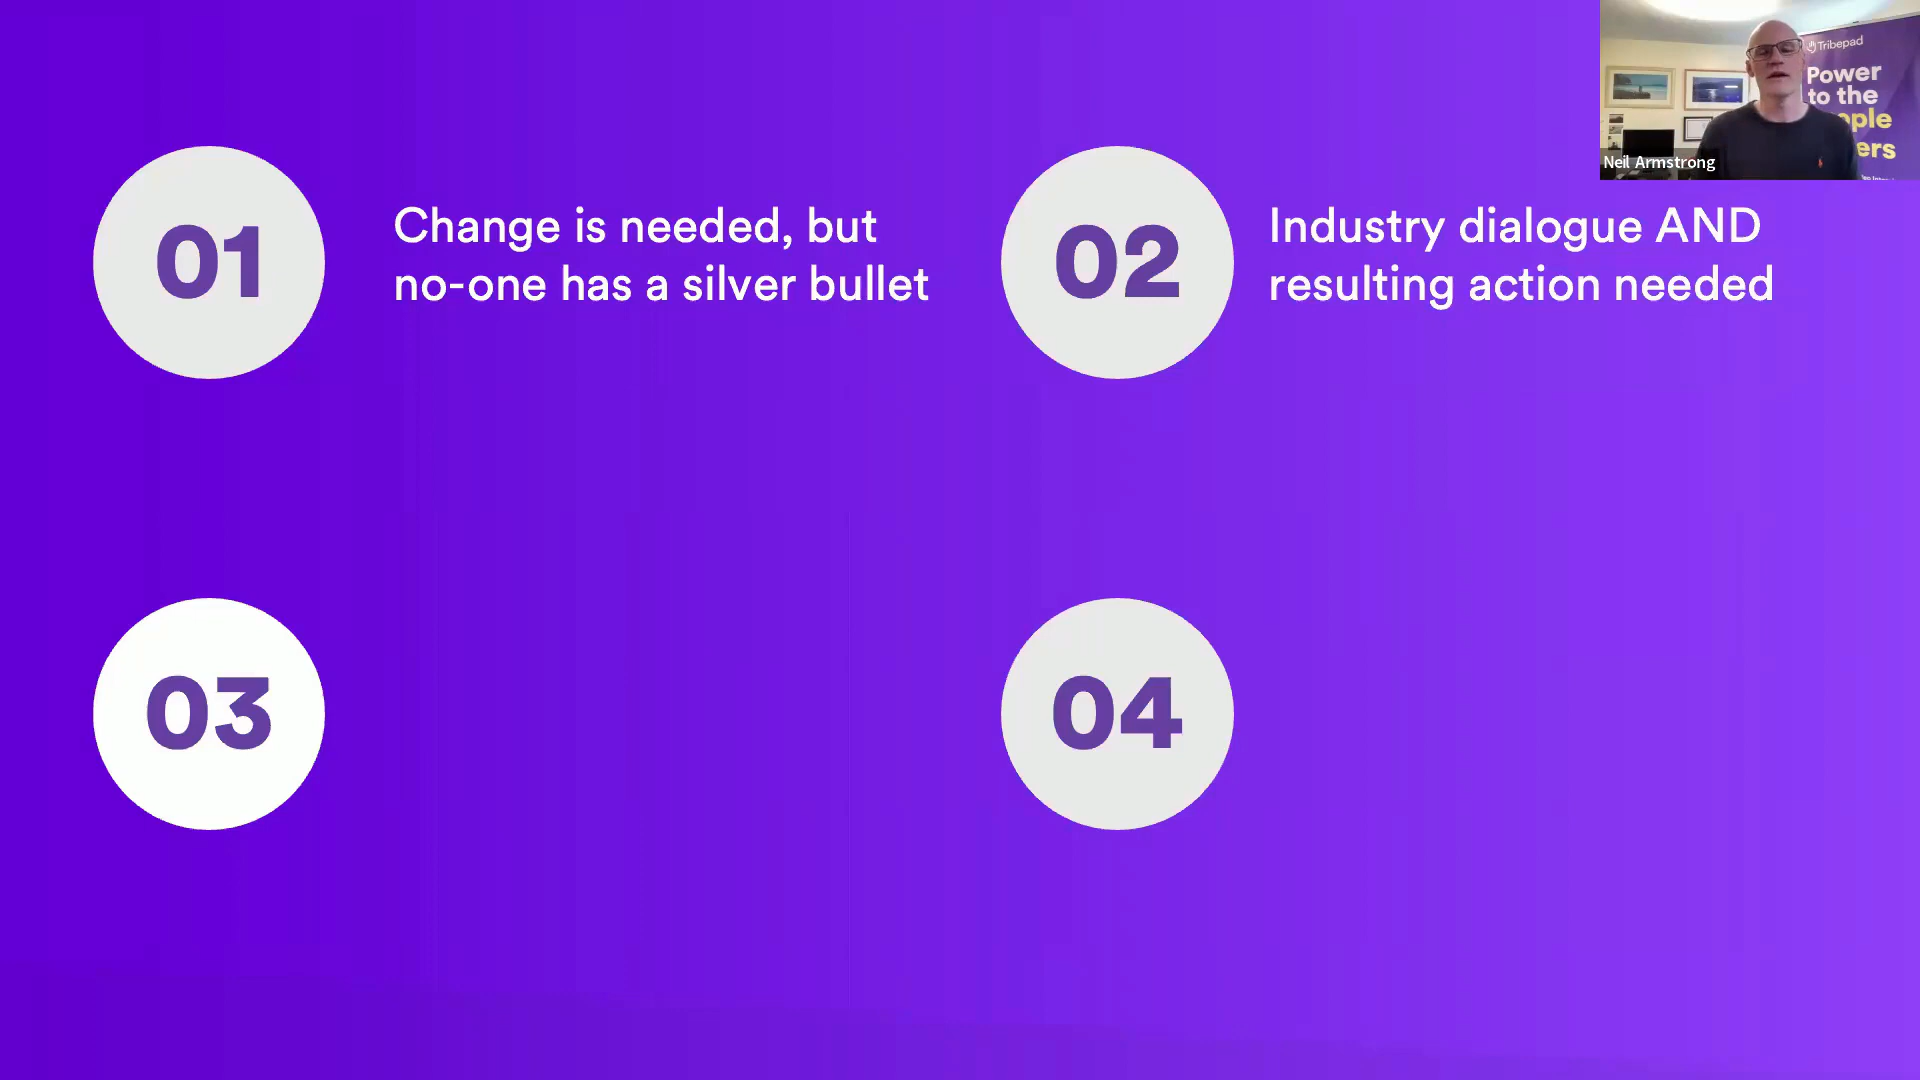 01
Change is needed, but
no-one has a silver bullet
02
Industry dialogue AND
resulting action needed
03
04
Tribepad
Power
to the
ople
ers
Neil Armstrong